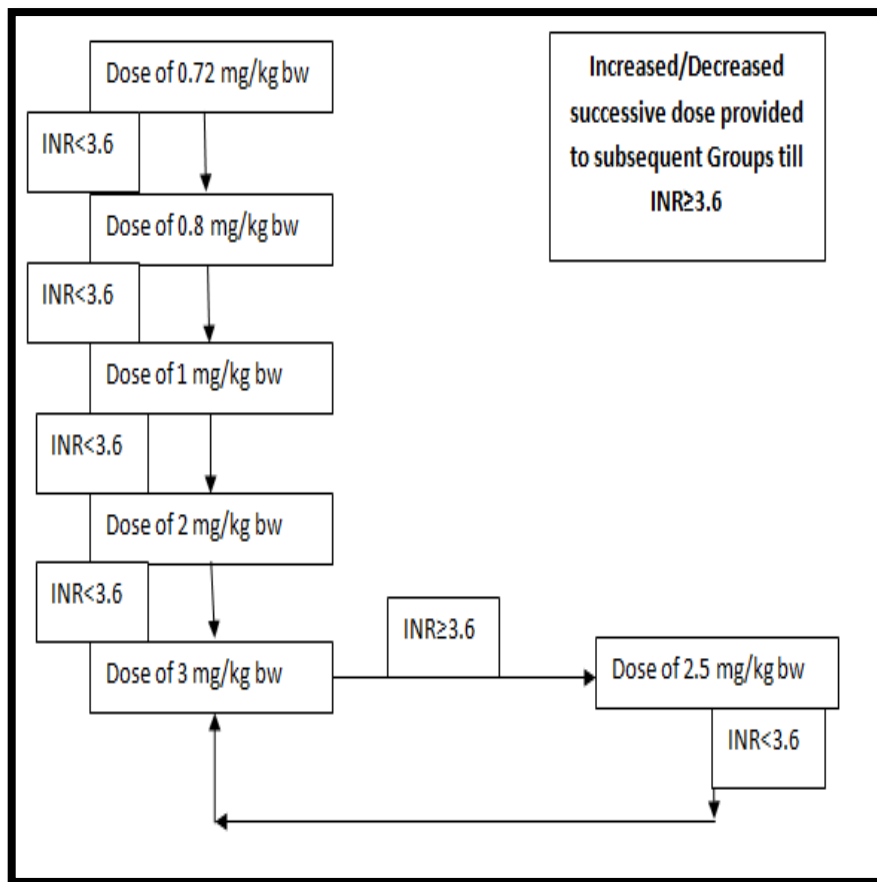 Dose of 0.72 mg/kg bw
Increased/Decreased
successive dose provided
to subsequent Groups till
INR≥3.6
INR<3.6
Dose of 0.8 mg/kg bw
INR<3.6
Dose of 1 mg/kg bw
INR<3.6
Dose of 2 mg/kg bw
INR<3.6
INR≥3.6
Dose of 3 mg/kg bw
Dose of 2.5 mg/kg bw
INR<3.6